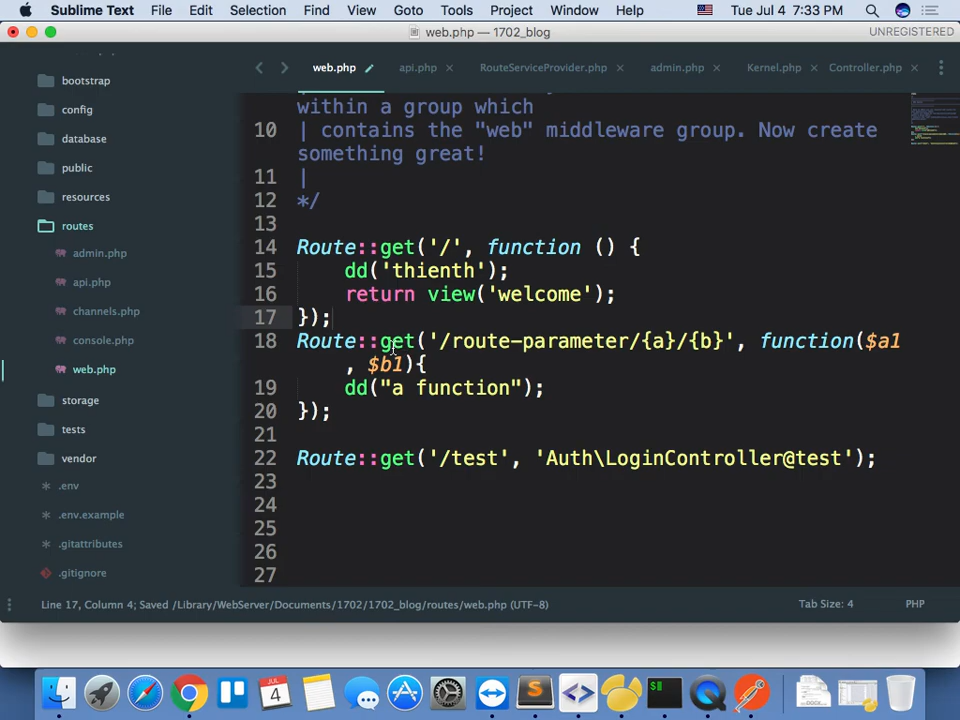 Sublime Text File Edit Selection Find View Goto Tools Project Window Help Tue Jul 4 7:33 PM
web.php — 1702_blog UNREGISTERED
web.php api.php RouteServiceProvider.php admin.php Kernel.php Controller.php
bootstrap
config
database
public
resources
routes
admin.php
api.php
channels.php
console.php
web.php
storage
tests
vendor
.env
.env.example
.gitattributes
.gitignore
within a group which
10 | contains the "web" middleware group. Now create
something great!
11 |
12 */
13
14 Route::get('/', function () {
15 dd('thienth');
16 return view('welcome');
17 });
18 Route::get('/route-parameter/{a}/{b}', function($a1
, $b1){
19 dd("a function");
20 });
21
22 Route::get('/test', 'Auth\LoginController@test');
23
24
25
26
27
Line 17, Column 4; Saved /Library/WebServer/Documents/1702/1702_blog/routes/web.php (UTF-8) Tab Size: 4 PHP
JUL
4